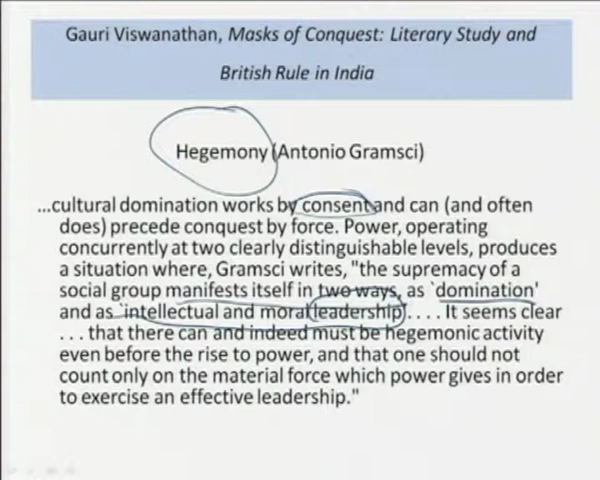 Gauri Viswanathan, Masks of Conquest: Literary Study and
British Rule in India
Hegemony (Antonio Gramsci)
...cultural domination works by consent and can (and often
does) precede conquest by force. Power, operating
concurrently at two clearly distinguishable levels, produces
a situation where, Gramsci writes, "the supremacy of a
social group manifests itself in two ways, as `domination'
and as `intellectual and moral leadership'. . . . It seems clear
. . . that there can and indeed must be hegemonic activity
even before the rise to power, and that one should not
count only on the material force which power gives in order
to exercise an effective leadership."